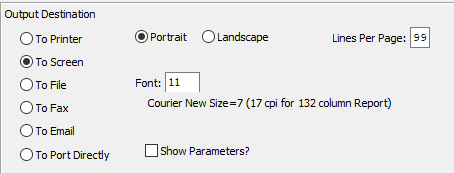 Output Destination
To Printer
Portrait
Landscape
Lines Per Page: 99
To Screen
To File
Font: 11
To Fax
Courier New Size=7 (17 cpi for 132 column Report)
To Email
To Port Directly
Show Parameters?